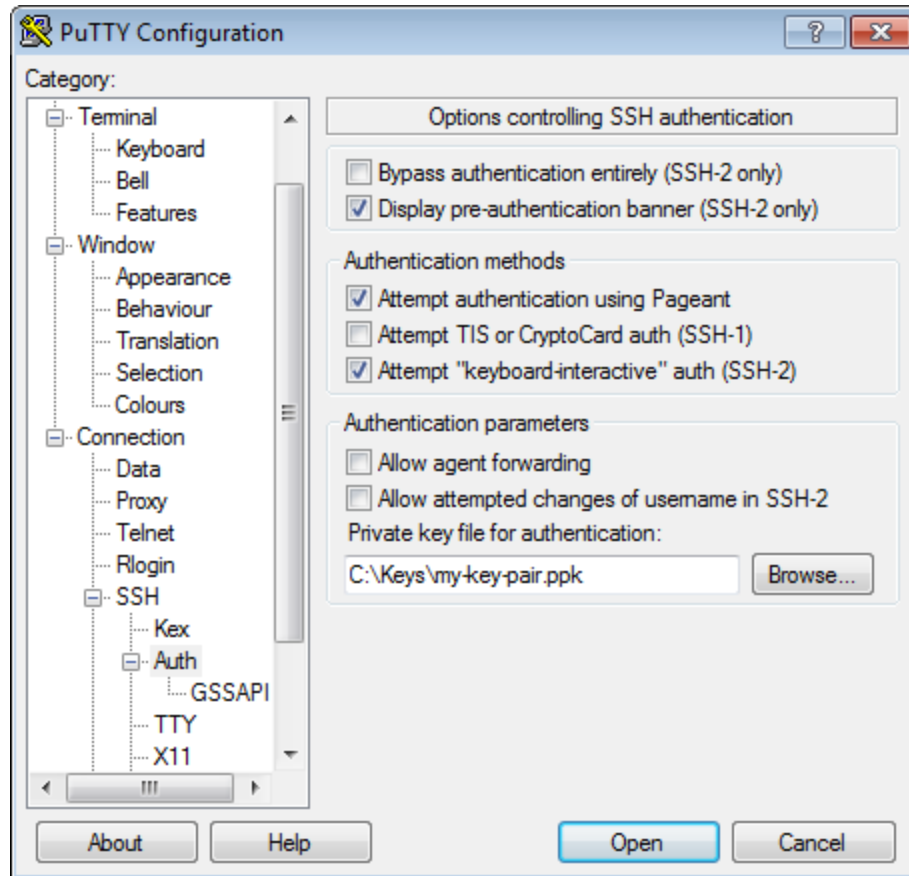 PuTTY Configuration
Category:
Terminal
Keyboard
Bell
Features
Window
Appearance
Behaviour
Translation
Selection
Colours
Connection
Data
Proxy
Telnet
Rlogin
SSH
Kex
Auth
GSSAPI
TTY
X11
Options controlling SSH authentication
Bypass authentication entirely (SSH-2 only)
Display pre-authentication banner (SSH-2 only)
Authentication methods
Attempt authentication using Pageant
Attempt TIS or CryptoCard auth (SSH-1)
Attempt "keyboard-interactive" auth (SSH-2)
Authentication parameters
Allow agent forwarding
Allow attempted changes of username in SSH-2
Private key file for authentication:
C:\Keys\my-key-pair.ppk
Browse...
About
Help
Open
Cancel